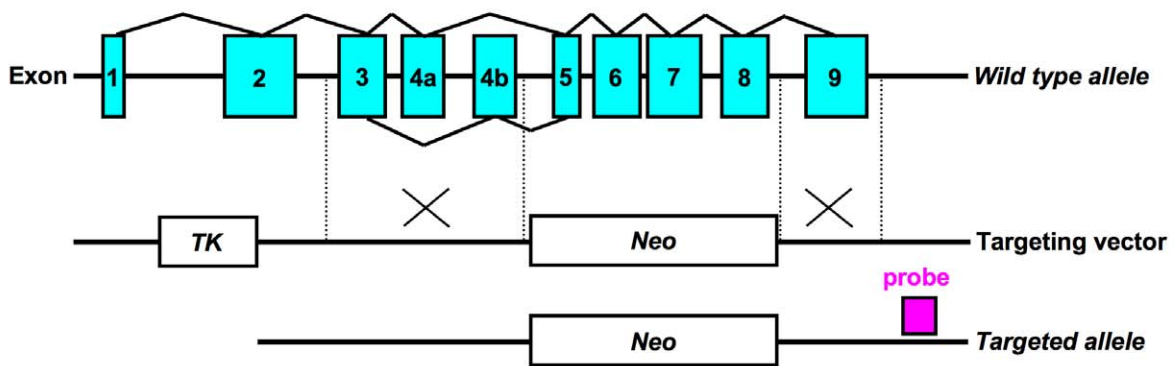 Exon 1 2 3 4a 4b 5 6 7 8 9 Wild type allele
TK Neo Targeting vector
probe
Neo Targeted allele